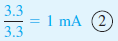 3.3/3.3 = 1 mA ②